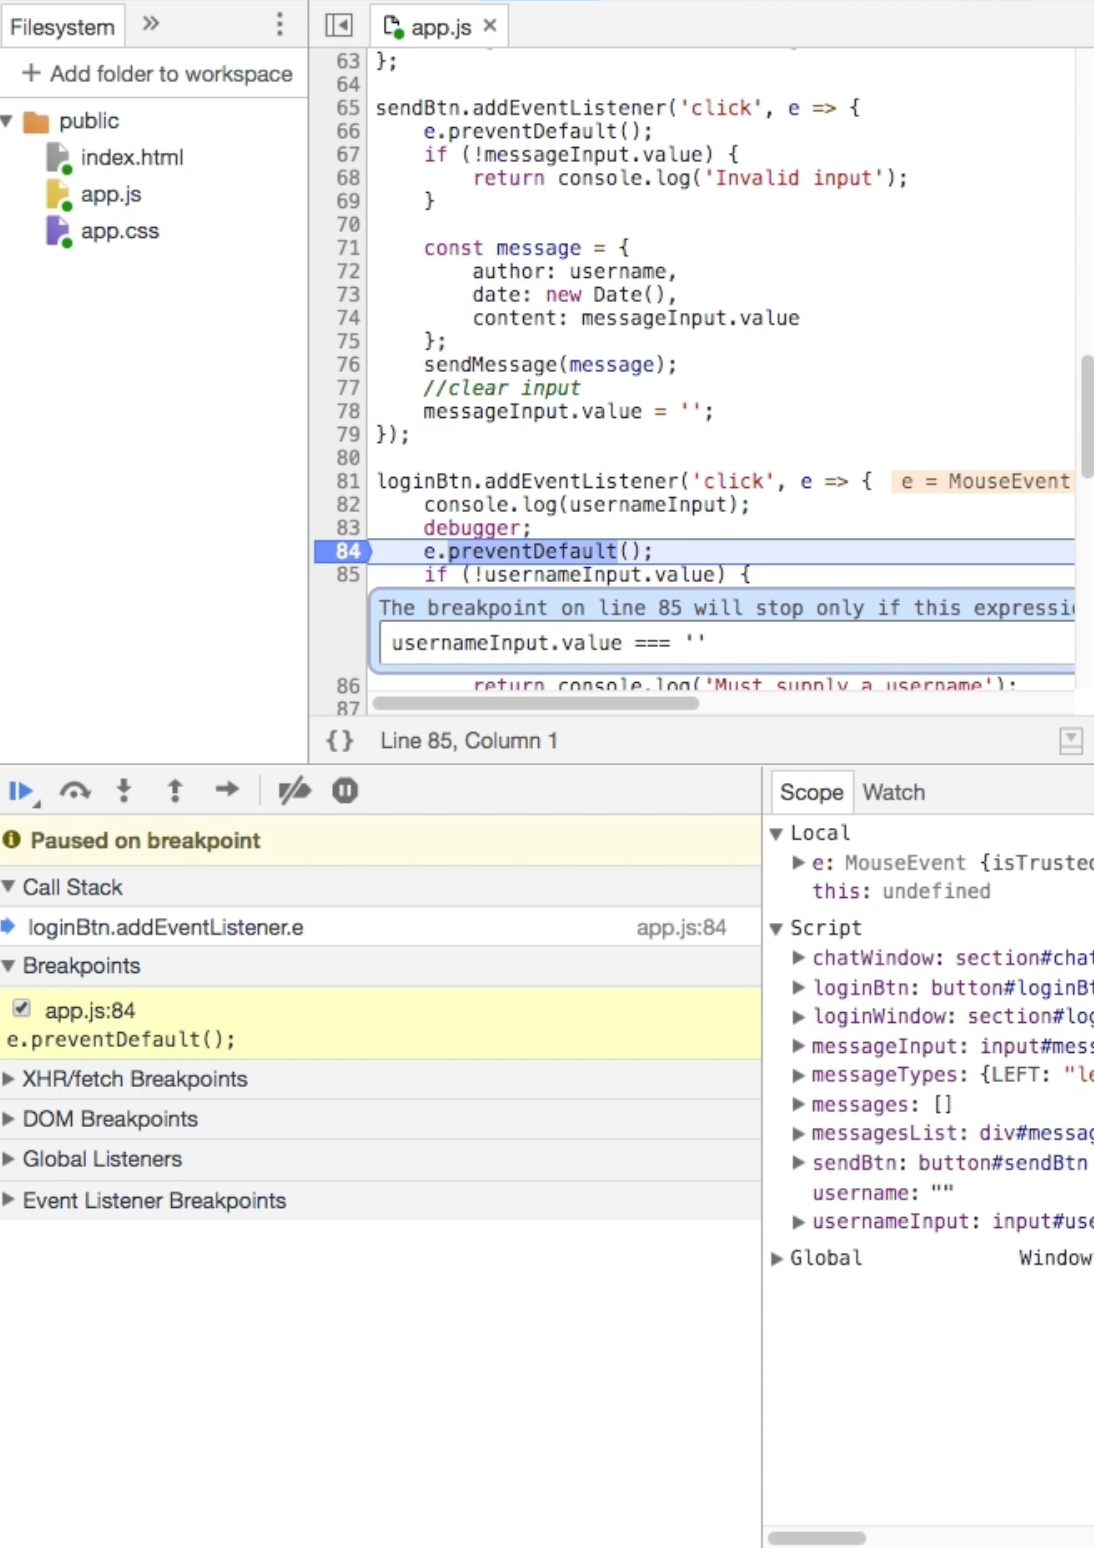 Filesystem
app.js
Add folder to workspace
public
index.html
app.js
app.css
63 };
64
65 sendBtn.addEventListener('click', e => {
66 e.preventDefault();
67 if (!messageInput.value) {
68 return console.log('Invalid input');
69 }
70
71 const message = {
72 author: username,
73 date: new Date(),
74 content: messageInput.value
75 };
76 sendMessage(message);
77 //clear input
78 messageInput.value = '';
79 });
80
81 loginBtn.addEventListener('click', e => { e = MouseEvent
82 console.log(usernameInput);
83 debugger;
84 e.preventDefault();
85 if (!usernameInput.value) {
The breakpoint on line 85 will stop only if this expressi
usernameInput.value === ''
86 return console.log('Must supply a username');
87
{} Line 85, Column 1
Paused on breakpoint
Call Stack
loginBtn.addEventListener.e app.js:84
Breakpoints
app.js:84
e.preventDefault();
XHR/fetch Breakpoints
DOM Breakpoints
Global Listeners
Event Listener Breakpoints
Scope Watch
Local
e: MouseEvent {isTrusted
this: undefined
Script
chatWindow: section#chat
loginBtn: button#loginBt
loginWindow: section#log
messageInput: input#mess
messageTypes: {LEFT: "le
messages: []
messagesList: div#messag
sendBtn: button#sendBtn
username: ""
usernameInput: input#use
Global Window